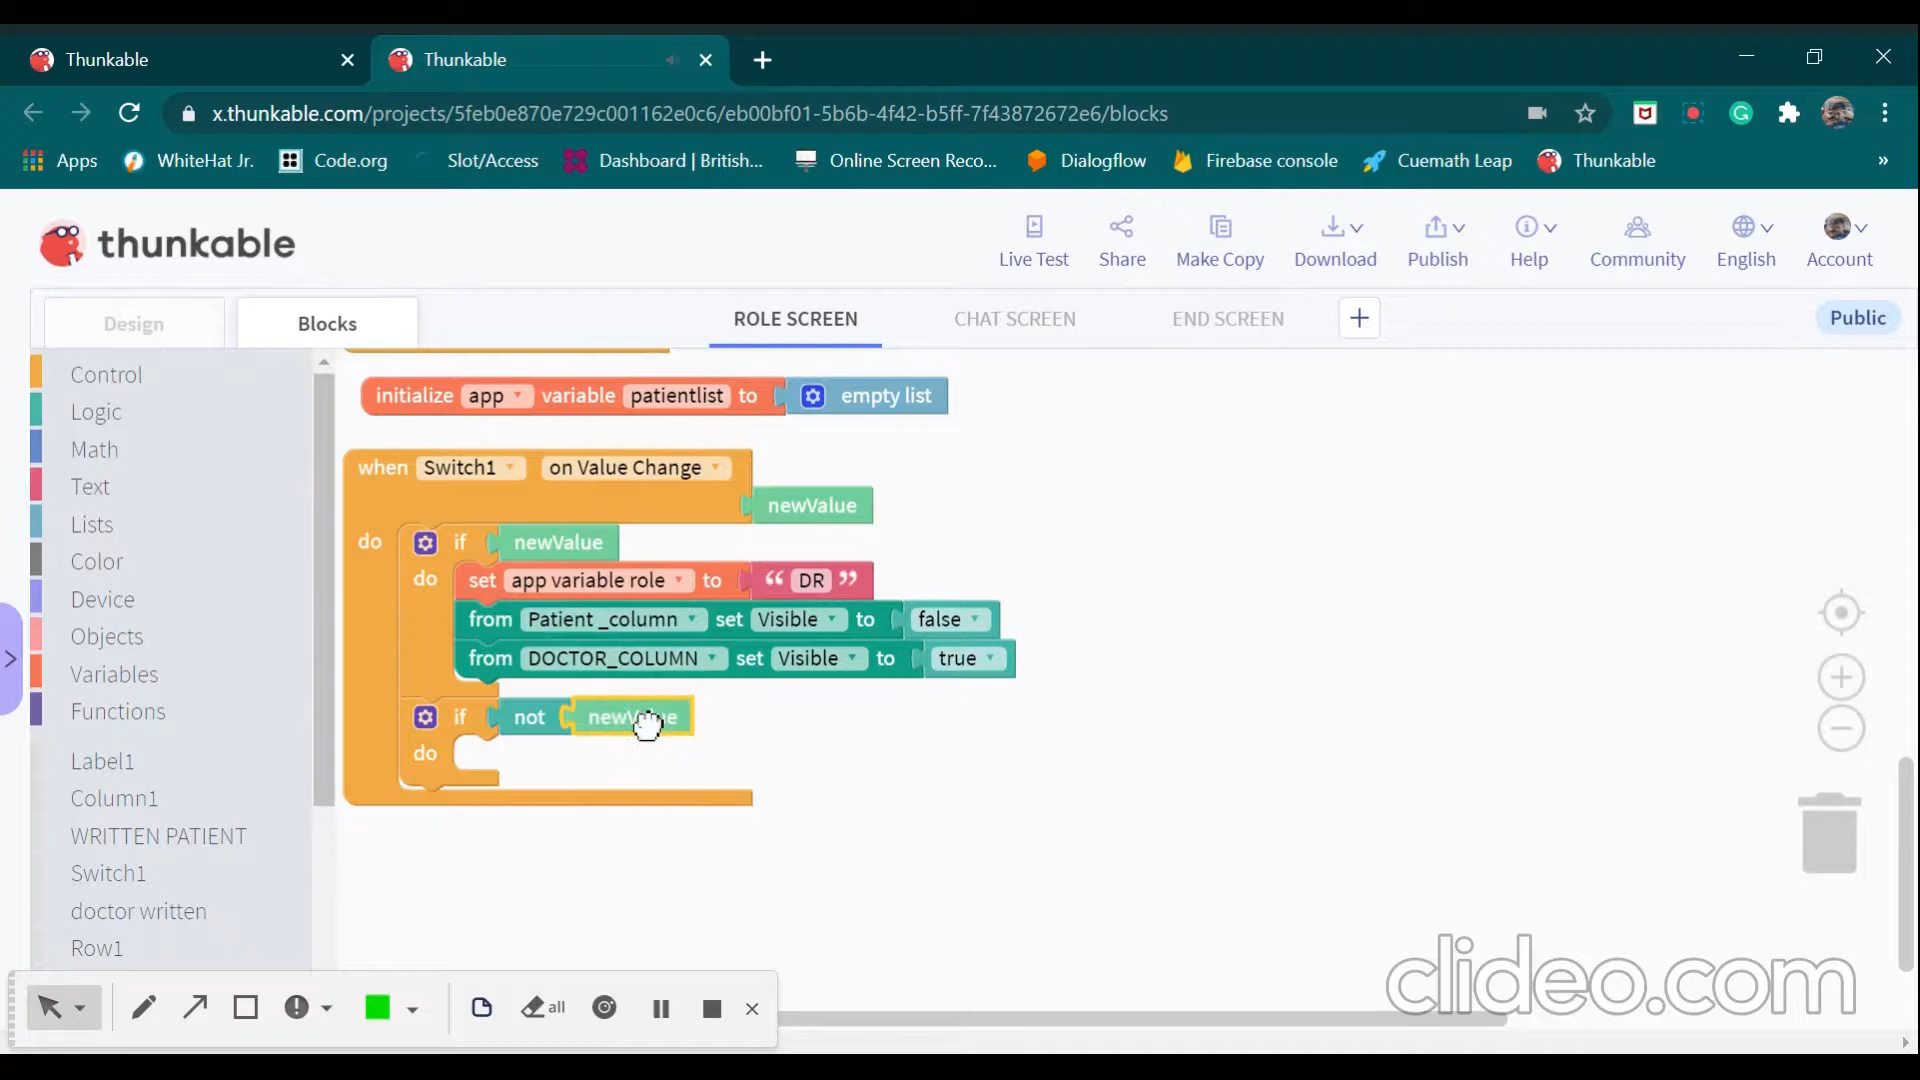 Thunkable
Thunkable
x.thunkable.com/projects/5feb0e870e729c001162e0c6/eb00bf01-5b6b-4f42-b5ff-7f43872672e6/blocks
Apps WhiteHat Jr. Code.org Slot/Access Dashboard | British... Online Screen Reco... Dialogflow Firebase console Cuemath Leap Thunkable »
thunkable
Live Test Share Make Copy Download Publish Help Community English Account
Design Blocks ROLE SCREEN CHAT SCREEN END SCREEN + Public
Control
Logic
Math
Text
Lists
Color
Device
Objects
Variables
Functions
Label1
Column1
WRITTEN PATIENT
Switch1
doctor written
Row1
initialize app variable patientlist to empty list
when Switch1 on Value Change
newValue
do if newValue
do set app variable role to “ DR ”
from Patient _column set Visible to false
from DOCTOR_COLUMN set Visible to true
if not newValue
do
all
clideo.com